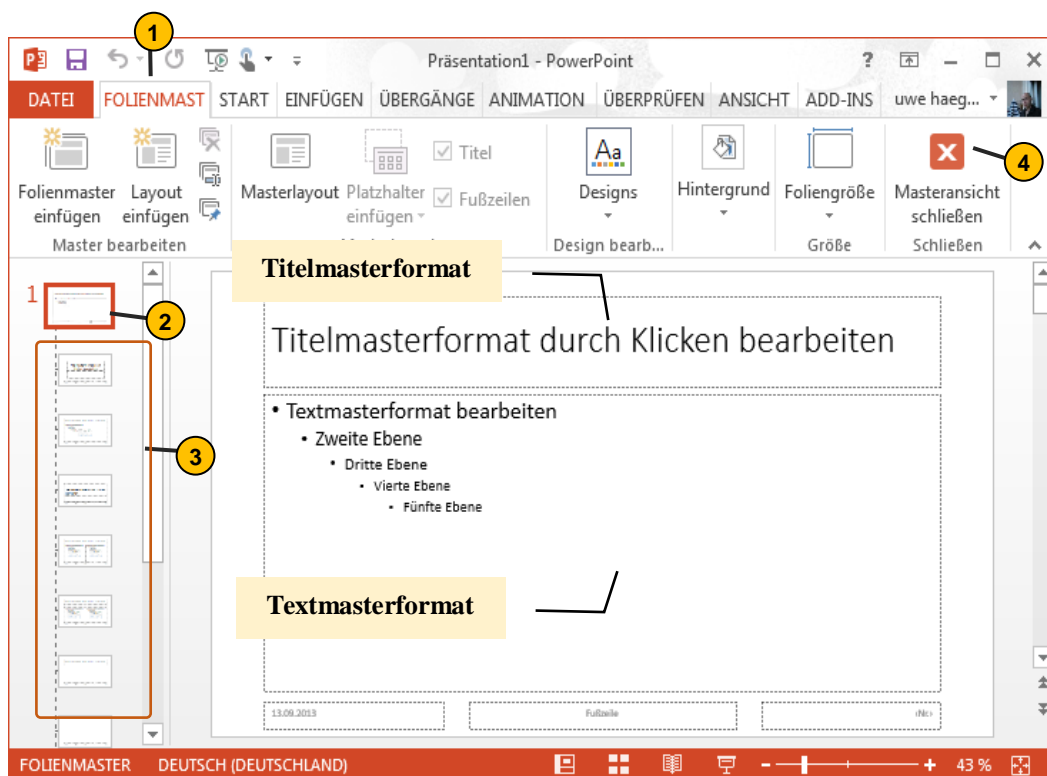 1
Präsentation1 - PowerPoint
?
DATEI FOLIENMAST START EINFÜGEN ÜBERGÄNGE ANIMATION ÜBERPRÜFEN ANSICHT ADD-INS uwe haeg...
Folienmaster einfügen
Layout einfügen
Masterlayout
Platzhalter einfügen
Titel
Fußzeilen
Aa
Designs
Hintergrund
Foliengröße
Masteransicht schließen
4
Master bearbeiten
Design bearb...
Größe
Schließen
Titelmasterformat
1
2
3
Titelmasterformat durch Klicken bearbeiten
• Textmasterformat bearbeiten
• Zweite Ebene
• Dritte Ebene
• Vierte Ebene
• Fünfte Ebene
Textmasterformat
13.09.2013
Fußzeile
‹Nr.›
FOLIENMASTER DEUTSCH (DEUTSCHLAND) 43 %